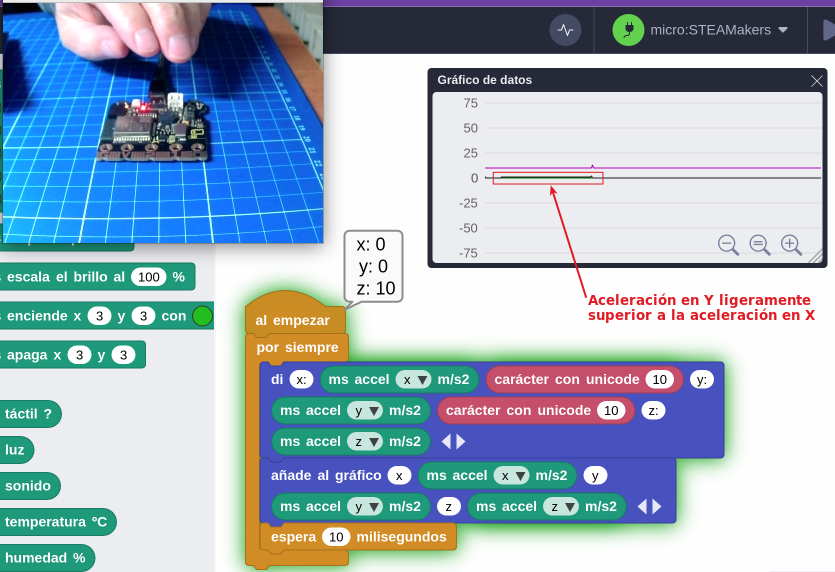 micro:STEAMakers
Gráfico de datos
75
50
25
0
-25
-50
-75
Aceleración en Y ligeramente
superior a la aceleración en X
x: 0
y: 0
z: 10
escala el brillo al 100 %
enciende x 3 y 3 con
apaga x 3 y 3
táctil ?
luz
sonido
temperatura ºC
humedad %
al empezar
por siempre
di x: ms accel x m/s2 carácter con unicode 10 y:
ms accel y m/s2 carácter con unicode 10 z:
ms accel z m/s2
añade al gráfico x ms accel x m/s2 y
ms accel y m/s2 z ms accel z m/s2
espera 10 milisegundos